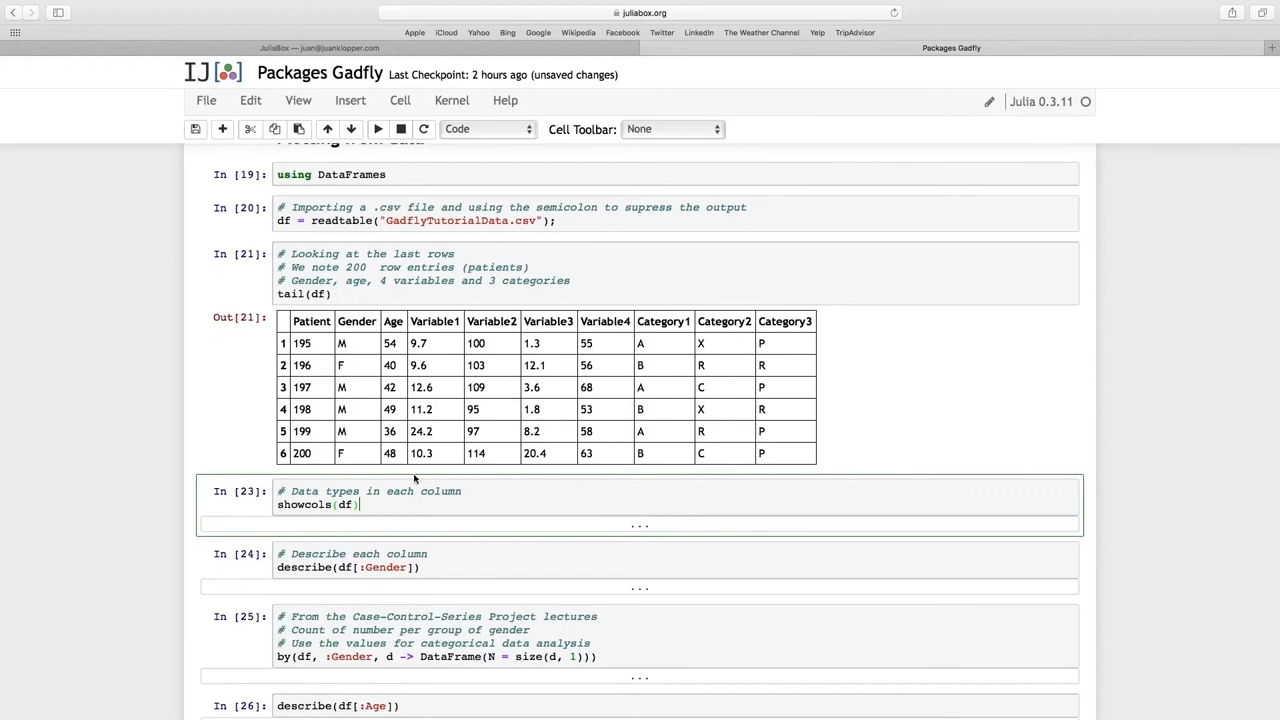 juliabox.org
Apple iCloud Yahoo Bing Google Wikipedia Facebook Twitter LinkedIn The Weather Channel Yelp TripAdvisor
JuliaBox — juan@juanklopper.com Packages Gadfly
IJ Packages Gadfly Last Checkpoint: 2 hours ago (unsaved changes)
File Edit View Insert Cell Kernel Help Julia 0.3.11
Code Cell Toolbar: None
In [19]: using DataFrames
In [20]: # Importing a .csv file and using the semicolon to supress the output
df = readtable("GadflyTutorialData.csv");
In [21]: # Looking at the last rows
# We note 200 row entries (patients)
# Gender, age, 4 variables and 3 categories
tail(df)
Out[21]: Patient Gender Age Variable1 Variable2 Variable3 Variable4 Category1 Category2 Category3
1 195 M 54 9.7 100 1.3 55 A X P
2 196 F 40 9.6 103 12.1 56 B R R
3 197 M 42 12.6 109 3.6 68 A C P
4 198 M 49 11.2 95 1.8 53 B X R
5 199 M 36 24.2 97 8.2 58 A R P
6 200 F 48 10.3 114 20.4 63 B C P
In [23]: # Data types in each column
showcols(df)
...
In [24]: # Describe each column
describe(df[:Gender])
...
In [25]: # From the Case-Control-Series Project lectures
# Count of number per group of gender
# Use the values for categorical data analysis
by(df, :Gender, d -> DataFrame(N = size(d, 1)))
...
In [26]: describe(df[:Age])